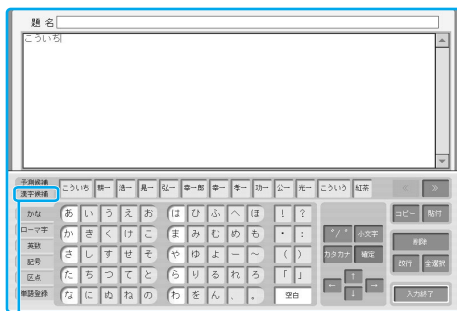 題名
こういち
予測候補
漢字候補 こういち 頼一 浩一 晃一 弘一 幸一郎 幸一 孝一 功一 公一 光一 こういう 紅茶 < >>
かな あ い う え お は ひ ふ へ ほ ! ? コピー 貼付
ローマ字 か き く け こ ま み む め も ・ : ゛/゜ 小文字
英数 さ し す せ そ や ゆ よ ー ~ ( ) カタカナ 確定 削除
記号
区点 た ち つ て と ら り る れ ろ 「 」 ← ↑ → 改行 全選択
単語登録 な に ぬ ね の わ を ん 、 。 空白 ↓ 入力終了